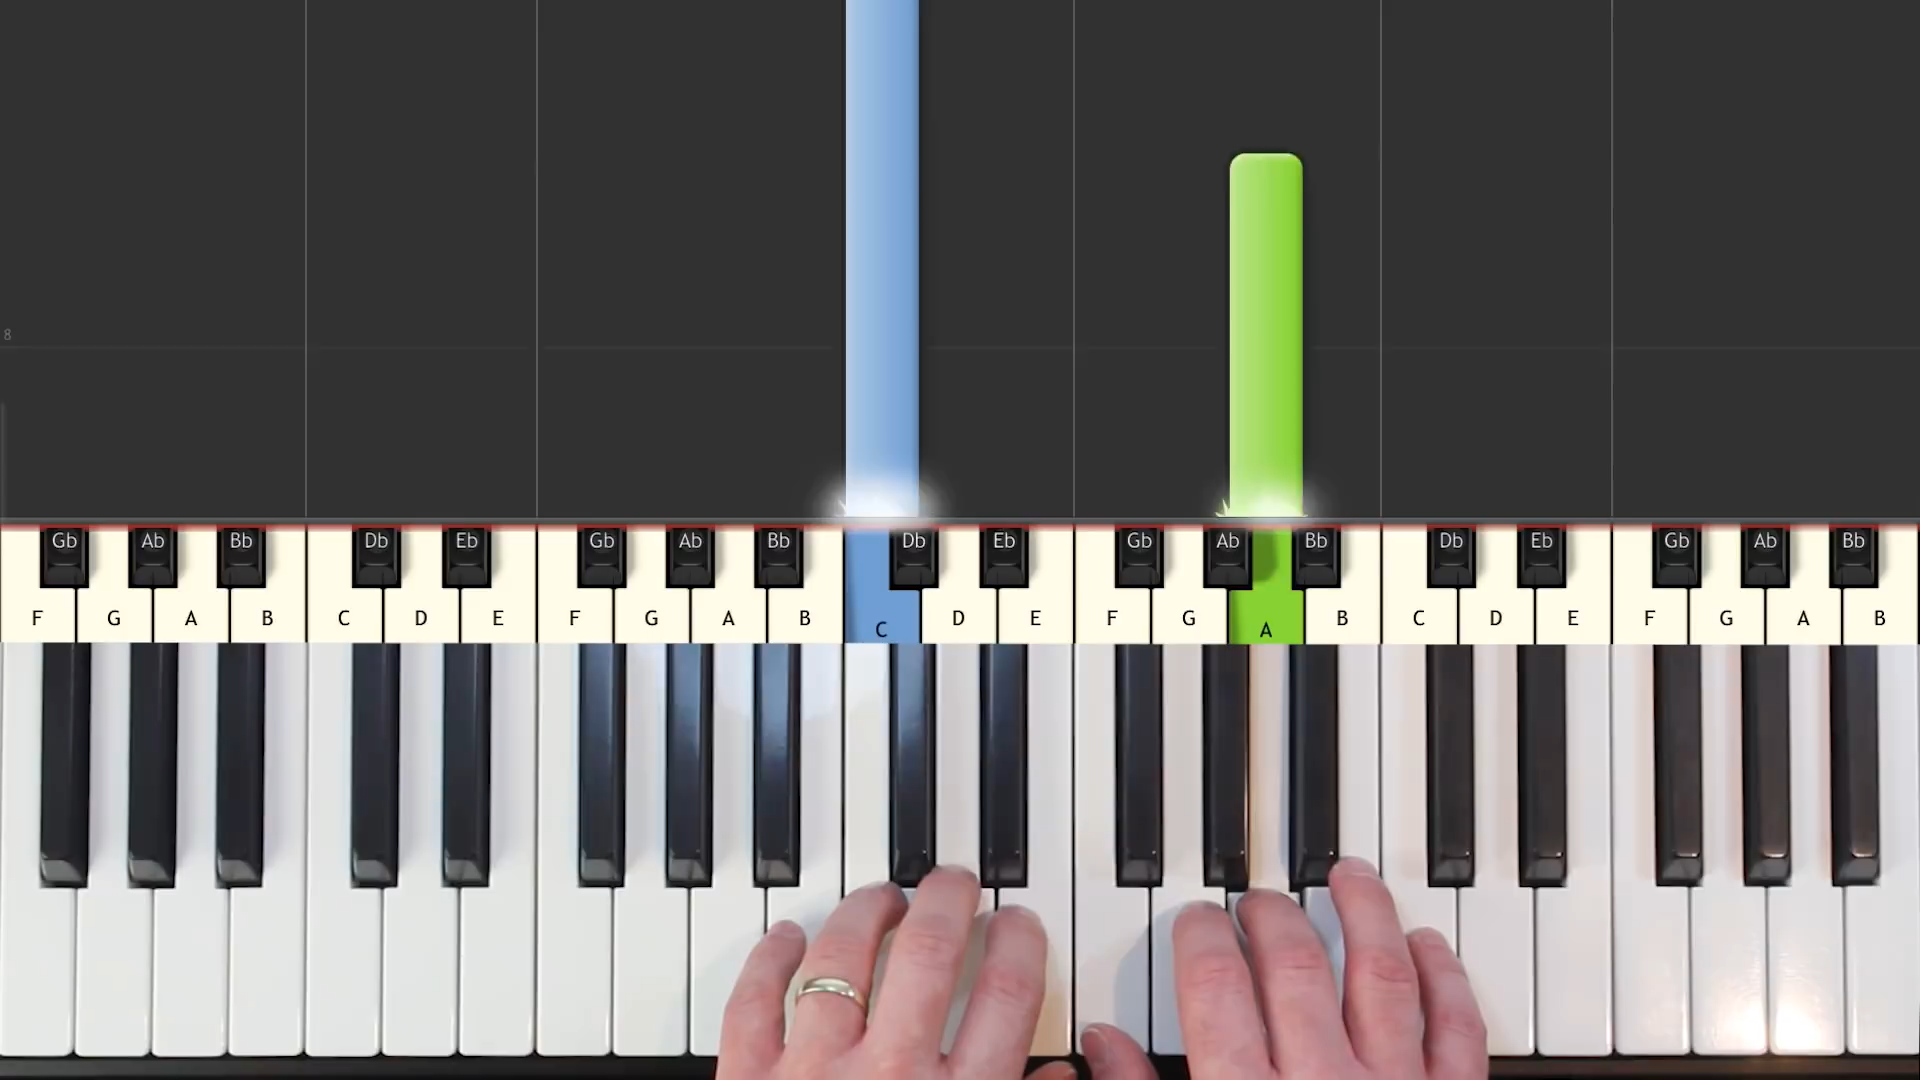 8
Gb Ab Bb Db Eb Gb Ab Bb Db Eb Gb Ab Bb Db Eb Gb Ab Bb
F G A B C D E F G A B C D E F G A B C D E F G A B